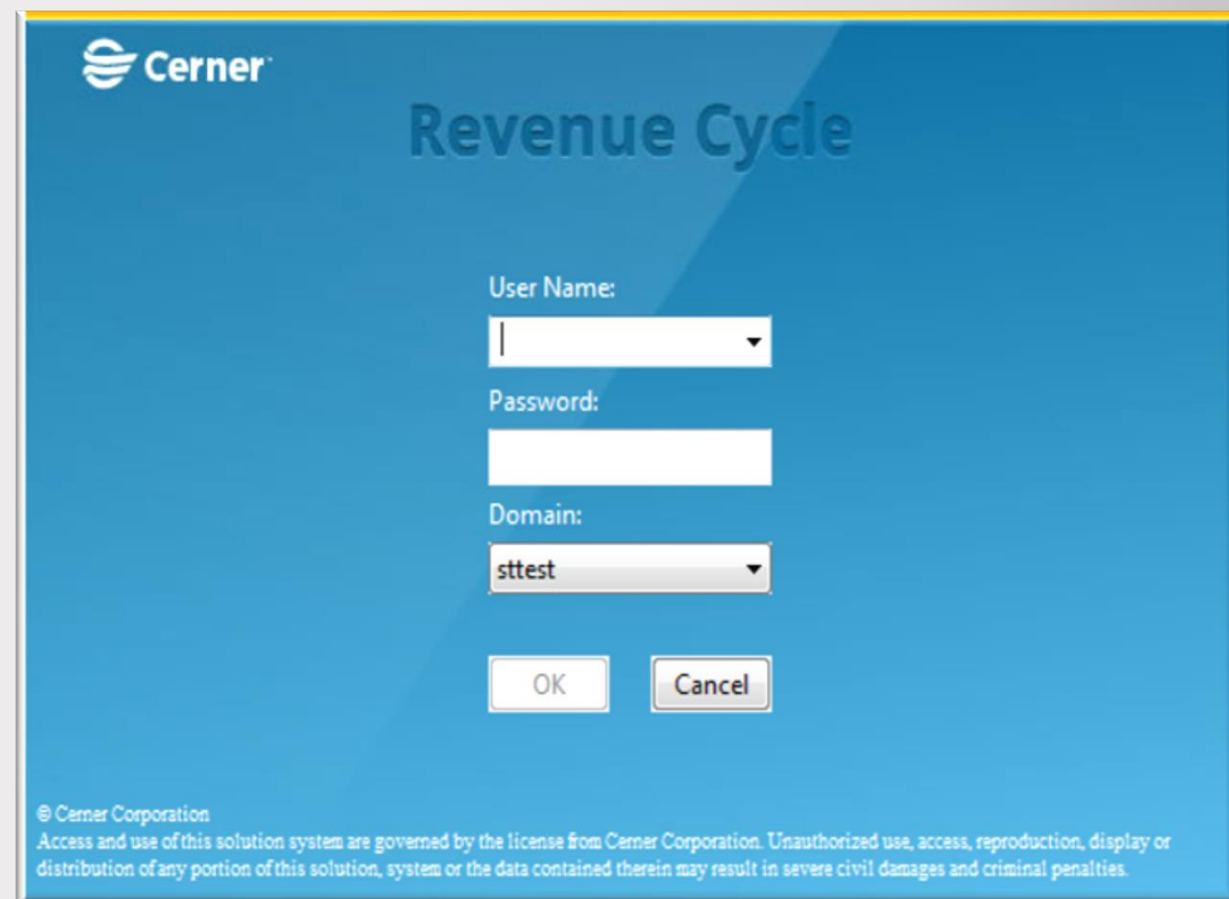 Cerner
Revenue Cycle
User Name:
Password:
Domain:
sttest
OK
Cancel
© Cerner Corporation
Access and use of this solution system are governed by the license from Cerner Corporation. Unauthorized use, access, reproduction, display or
distribution of any portion of this solution, system or the data contained therein may result in severe civil damages and criminal penalties.